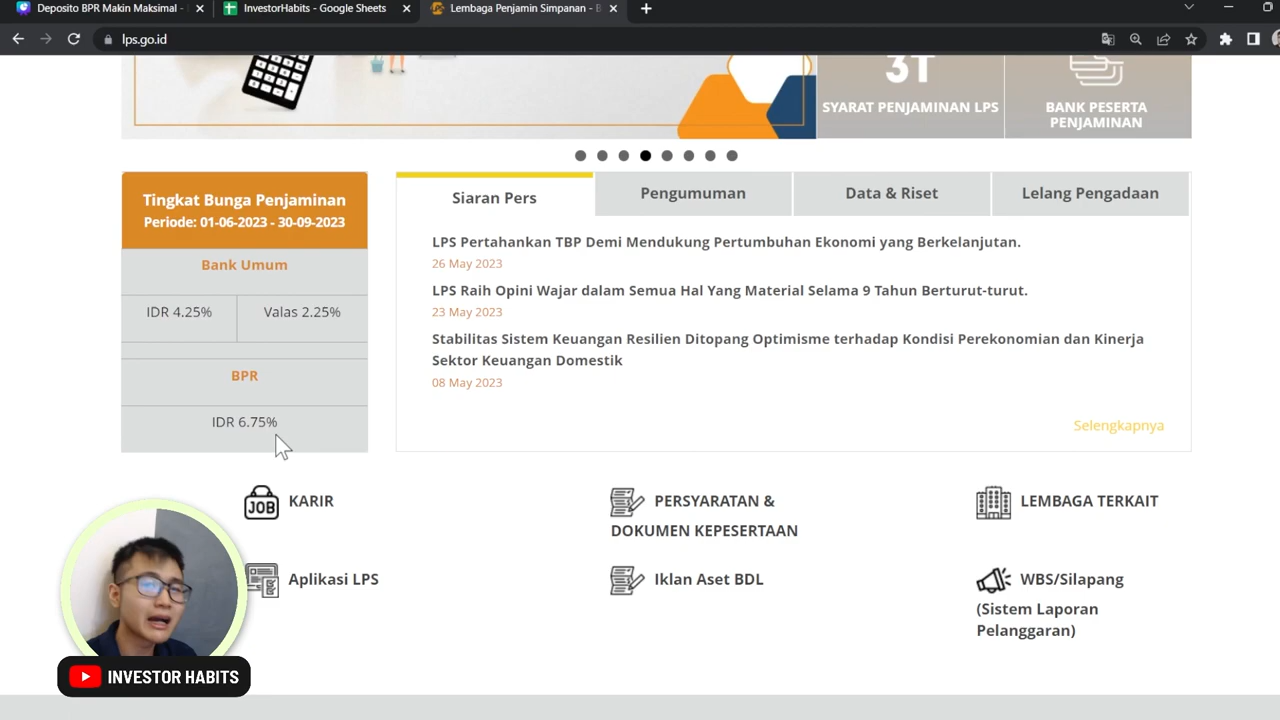 Deposito BPR Makin Maksimal -
InvestorHabits - Google Sheets
Lembaga Penjamin Simpanan - B
lps.go.id
3T
SYARAT PENJAMINAN LPS
BANK PESERTA
PENJAMINAN
Tingkat Bunga Penjaminan
Periode: 01-06-2023 - 30-09-2023
Bank Umum
IDR 4.25%
Valas 2.25%
BPR
IDR 6.75%
Siaran Pers
Pengumuman
Data & Riset
Lelang Pengadaan
LPS Pertahankan TBP Demi Mendukung Pertumbuhan Ekonomi yang Berkelanjutan.
26 May 2023
LPS Raih Opini Wajar dalam Semua Hal Yang Material Selama 9 Tahun Berturut-turut.
23 May 2023
Stabilitas Sistem Keuangan Resilien Ditopang Optimisme terhadap Kondisi Perekonomian dan Kinerja
Sektor Keuangan Domestik
08 May 2023
Selengkapnya
JOB
KARIR
PERSYARATAN &
DOKUMEN KEPESERTAAN
LEMBAGA TERKAIT
Aplikasi LPS
Iklan Aset BDL
WBS/Silapang
(Sistem Laporan
Pelanggaran)
INVESTOR HABITS